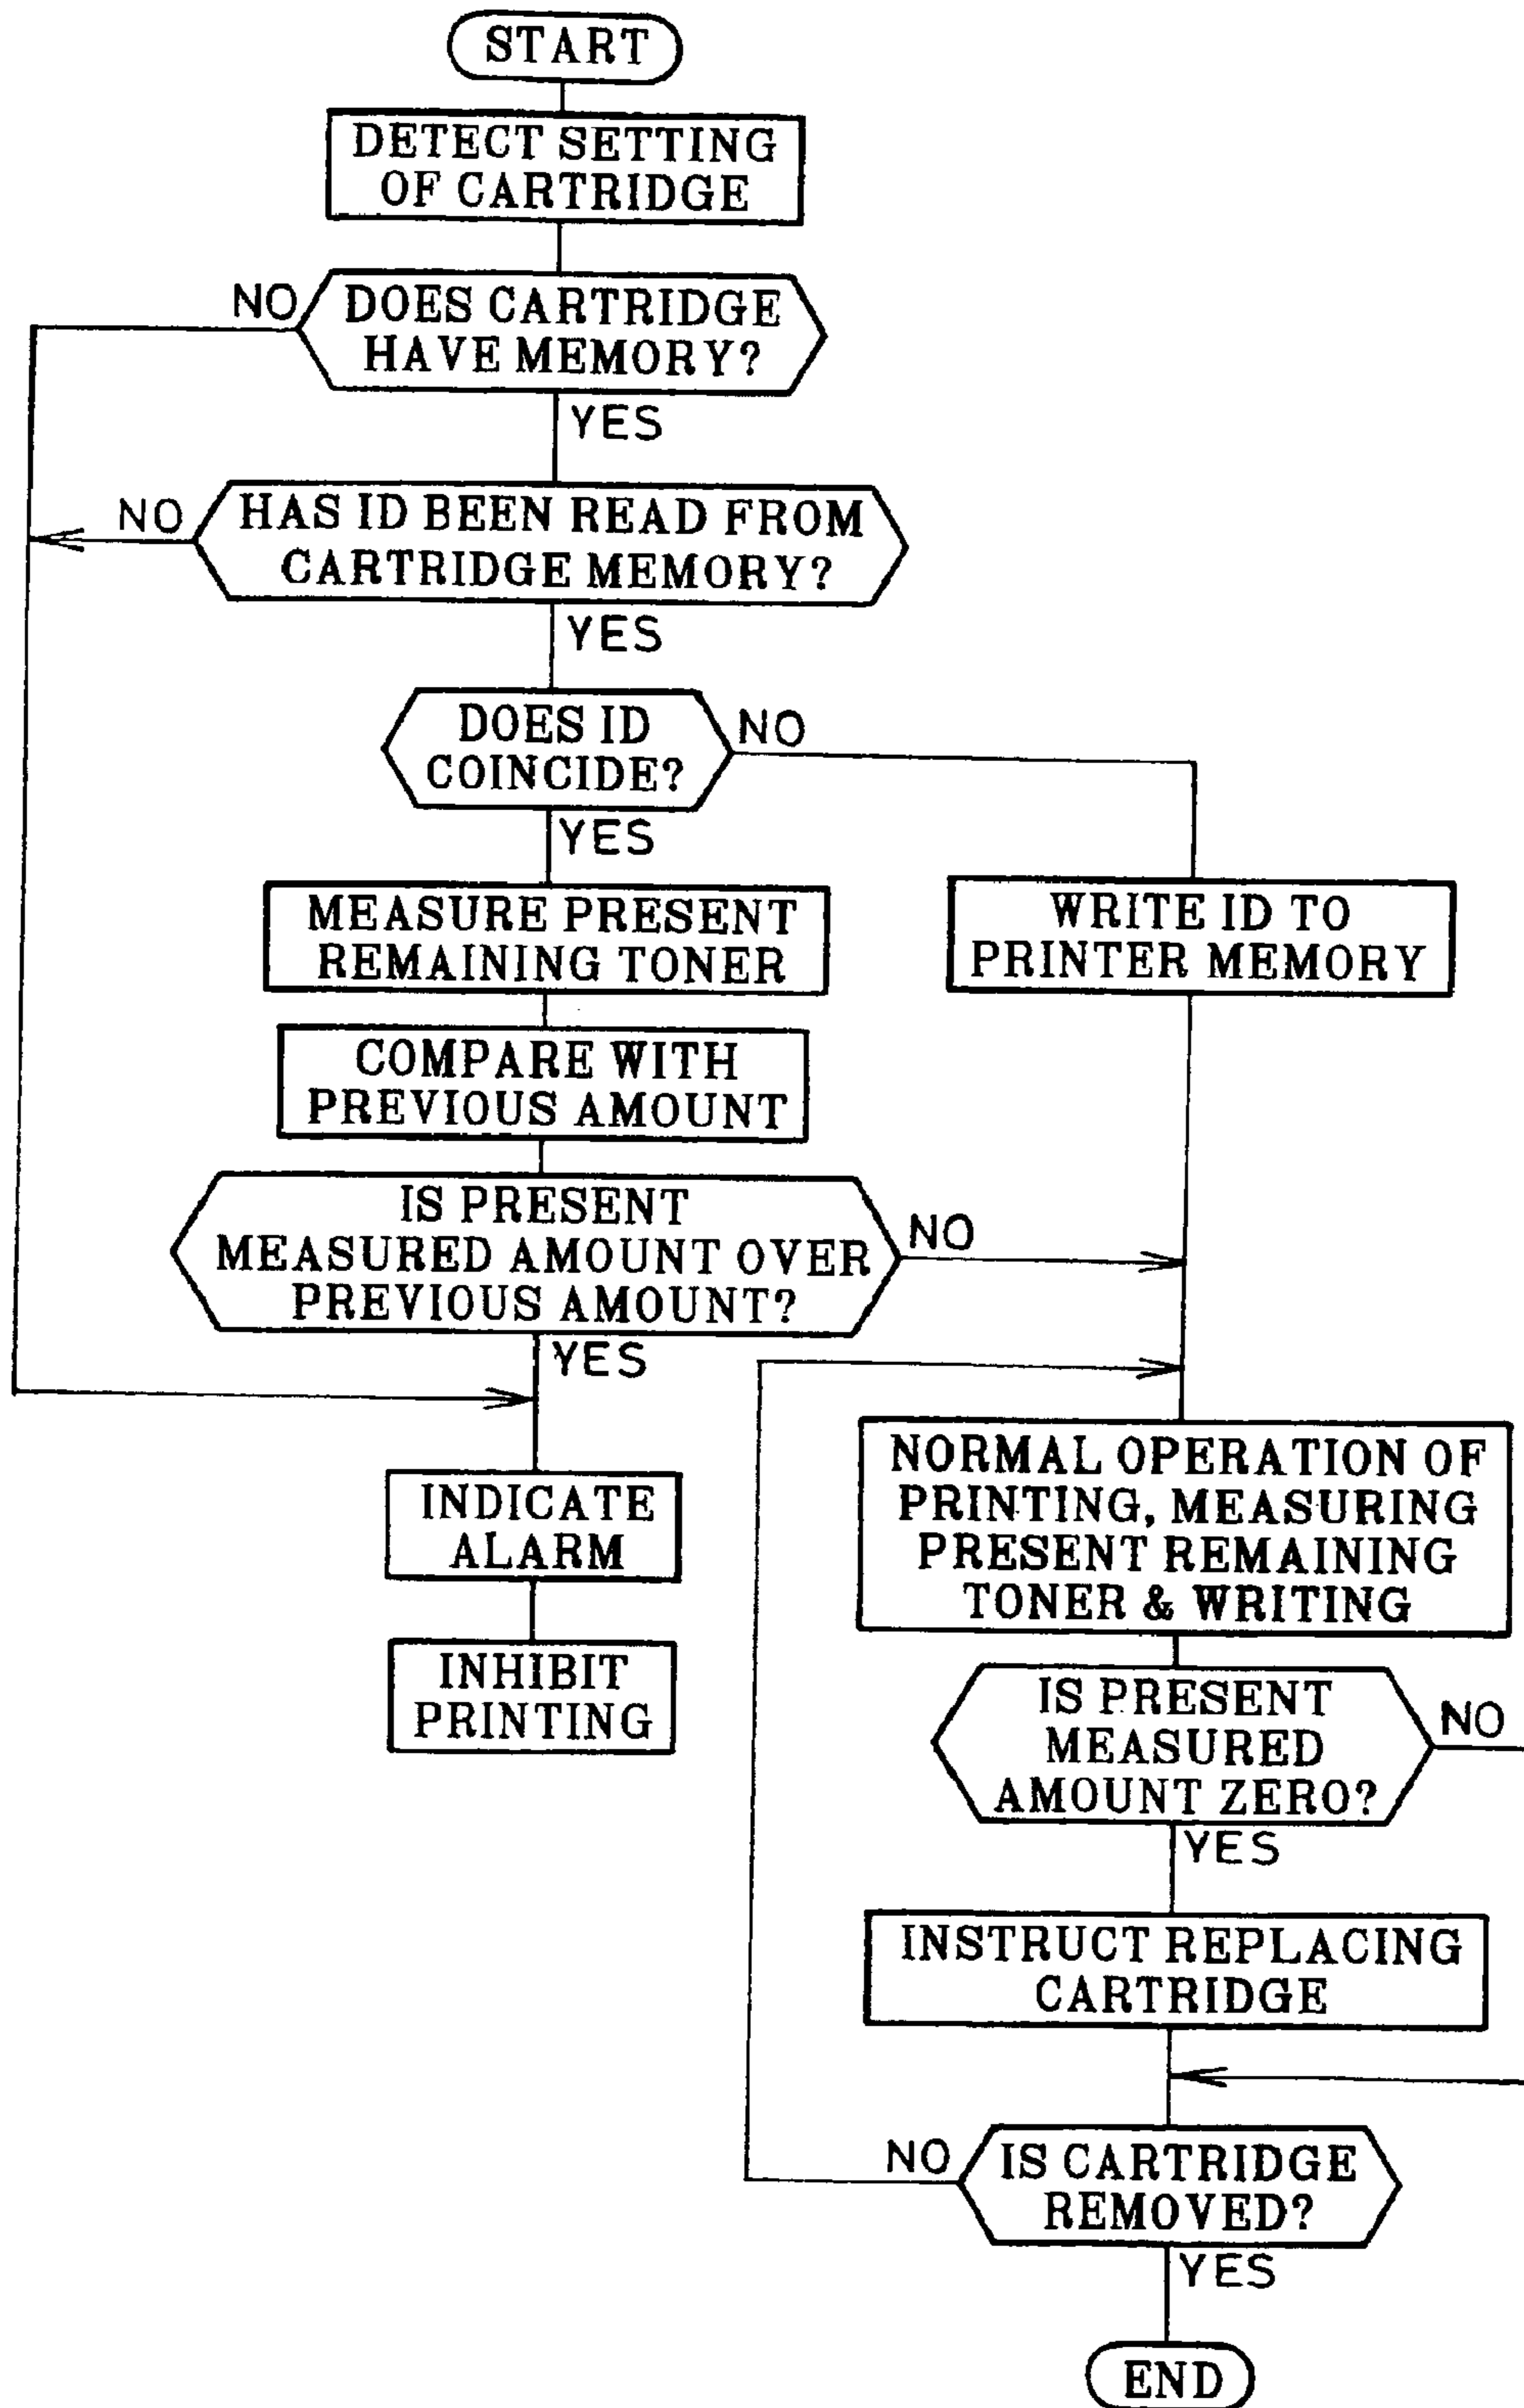 START
DETECT SETTING
OF CARTRIDGE
NO
DOES CARTRIDGE
HAVE MEMORY?
YES
NO
HAS ID BEEN READ FROM
CARTRIDGE MEMORY?
YES
DOES ID
COINCIDE?
NO
YES
MEASURE PRESENT
REMAINING TONER
WRITE ID TO
PRINTER MEMORY
COMPARE WITH
PREVIOUS AMOUNT
IS PRESENT
MEASURED AMOUNT OVER
PREVIOUS AMOUNT?
NO
YES
INDICATE
ALARM
INHIBIT
PRINTING
NORMAL OPERATION OF
PRINTING, MEASURING
PRESENT REMAINING
TONER & WRITING
IS PRESENT
MEASURED
AMOUNT ZERO?
NO
YES
INSTRUCT REPLACING
CARTRIDGE
NO
IS CARTRIDGE
REMOVED?
YES
END